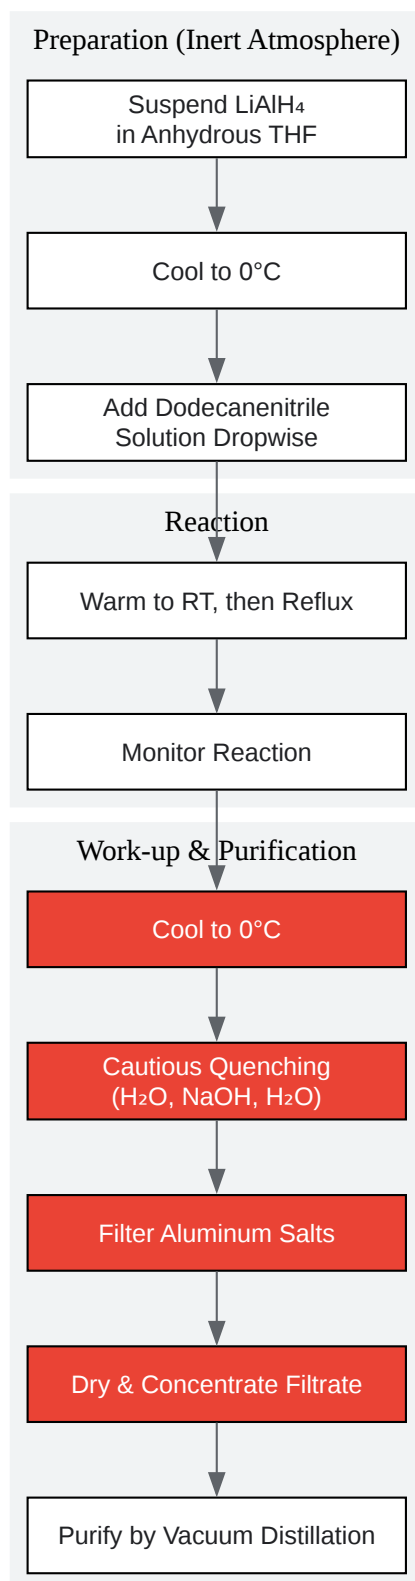 Preparation (Inert Atmosphere)
Suspend LiAlH₄
in Anhydrous THF
Cool to 0°C
Add Dodecanenitrile
Solution Dropwise
Reaction
Warm to RT, then Reflux
Monitor Reaction
Work-up & Purification
Cool to 0°C
Cautious Quenching
(H₂O, NaOH, H₂O)
Filter Aluminum Salts
Dry & Concentrate Filtrate
Purify by Vacuum Distillation